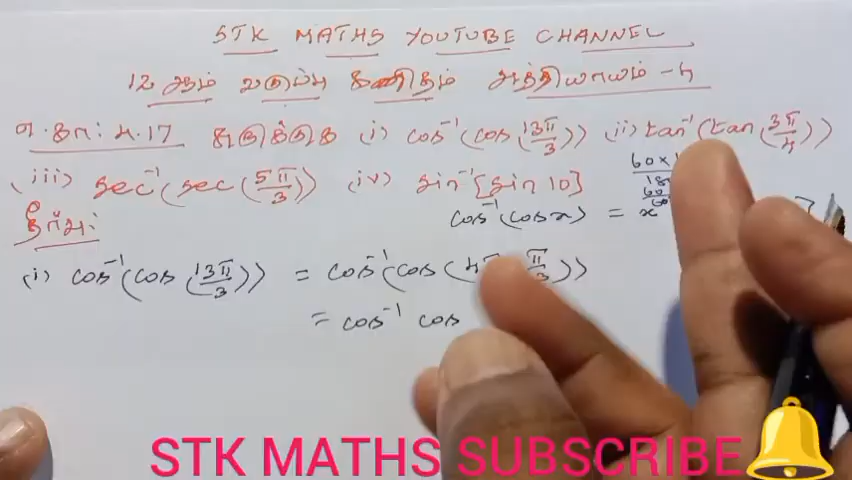 STK MATHS YOUTUBE CHANNEL
12 ஆம் வகுப்பு கணிதம் அத்தியாயம் - 4
எ.கா: 4.17 சுருக்குக (i) cos⁻¹(cos(13π/3)) (ii) tan⁻¹(tan(3π/4))
(iii) sec⁻¹(sec(5π/3)) (iv) sin⁻¹[sin 10]
தீர்வு:
cos⁻¹(cos x) = x
(i) cos⁻¹(cos(13π/3)) = cos⁻¹(cos(4π π/3))
= cos⁻¹ cos
STK MATHS SUBSCRIBE